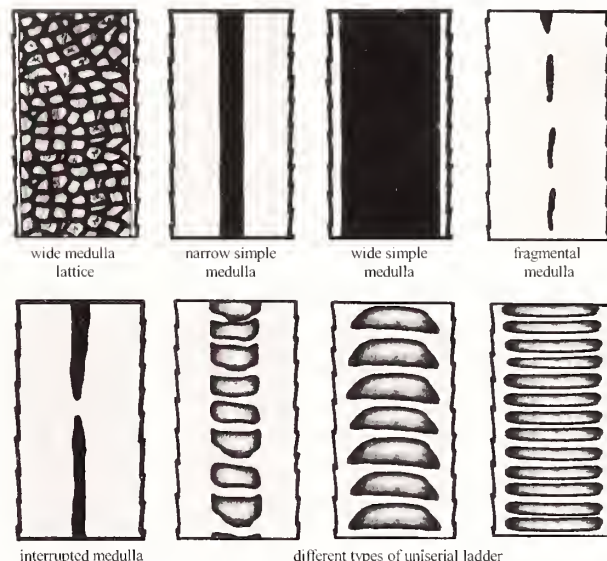 wide medulla
lattice
narrow simple
medulla
wide simple
medulla
fragmental
medulla
interrupted medulla
different types of uniserial ladder